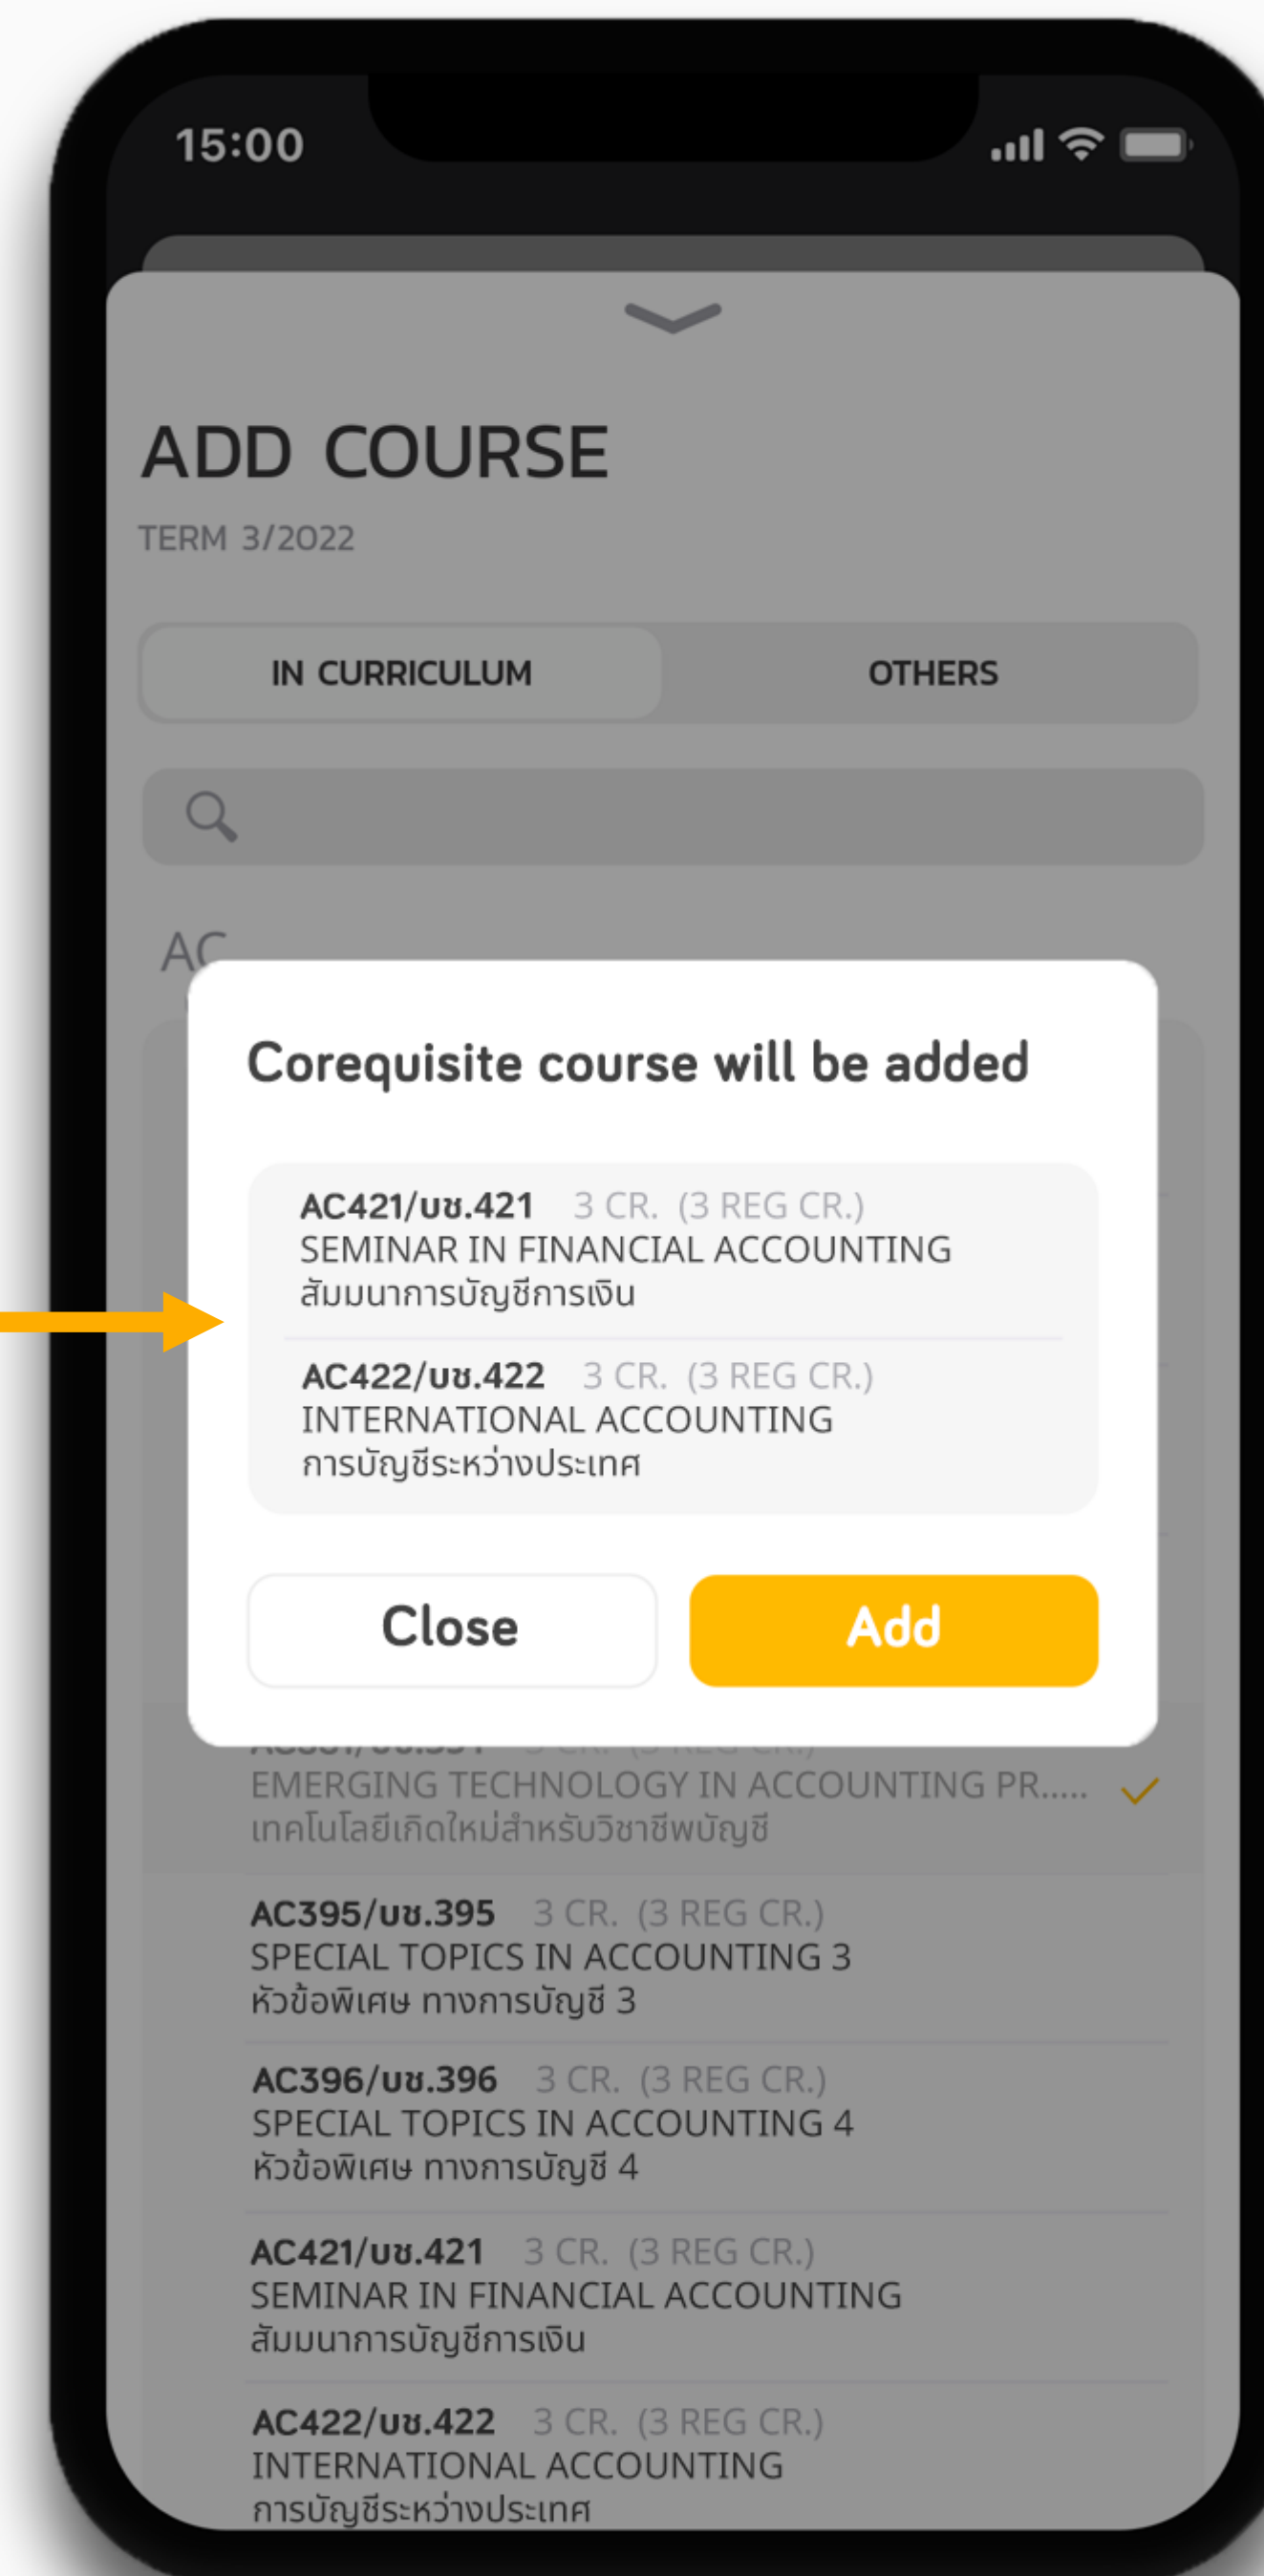 15:00
ADD COURSE
TERM 3/2022
IN CURRICULUM OTHERS
AC
Corequisite course will be added
AC421/บช.421 3 CR. (3 REG CR.)
SEMINAR IN FINANCIAL ACCOUNTING
สัมมนาการบัญชีการเงิน
AC422/บช.422 3 CR. (3 REG CR.)
INTERNATIONAL ACCOUNTING
การบัญชีระหว่างประเทศ
Close Add
EMERGING TECHNOLOGY IN ACCOUNTING PR.....
เทคโนโลยีเกิดใหม่สำหรับวิชาชีพบัญชี
AC395/บช.395 3 CR. (3 REG CR.)
SPECIAL TOPICS IN ACCOUNTING 3
หัวข้อพิเศษ ทางการบัญชี 3
AC396/บช.396 3 CR. (3 REG CR.)
SPECIAL TOPICS IN ACCOUNTING 4
หัวข้อพิเศษ ทางการบัญชี 4
AC421/บช.421 3 CR. (3 REG CR.)
SEMINAR IN FINANCIAL ACCOUNTING
สัมมนาการบัญชีการเงิน
AC422/บช.422 3 CR. (3 REG CR.)
INTERNATIONAL ACCOUNTING
การบัญชีระหว่างประเทศ